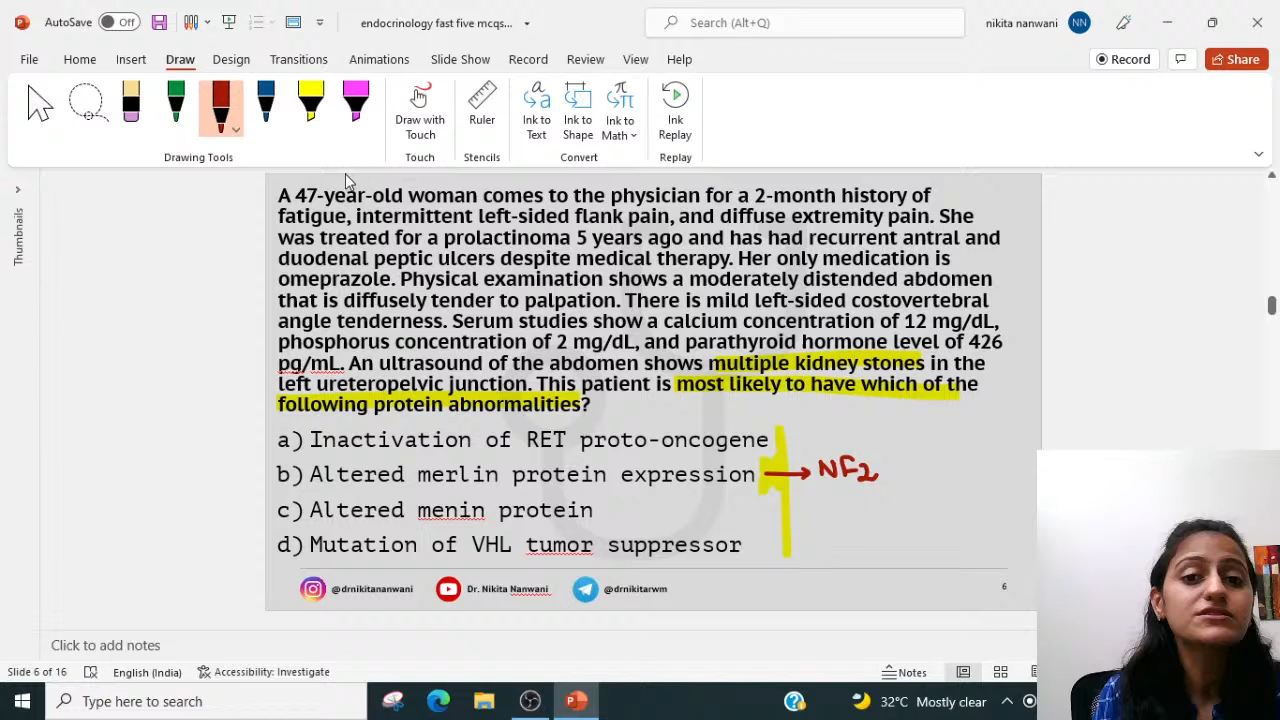 AutoSave Off endocrinology fast five mcqs... Search (Alt+Q) nikita nanwani NN
File Home Insert Draw Design Transitions Animations Slide Show Record Review View Help Record Share
Draw with Touch Ruler Ink to Text Ink to Shape Ink to Math Ink Replay
Drawing Tools Touch Stencils Convert Replay
Thumbnails
A 47-year-old woman comes to the physician for a 2-month history of
fatigue, intermittent left-sided flank pain, and diffuse extremity pain. She
was treated for a prolactinoma 5 years ago and has had recurrent antral and
duodenal peptic ulcers despite medical therapy. Her only medication is
omeprazole. Physical examination shows a moderately distended abdomen
that is diffusely tender to palpation. There is mild left-sided costovertebral
angle tenderness. Serum studies show a calcium concentration of 12 mg/dL,
phosphorus concentration of 2 mg/dL, and parathyroid hormone level of 426
pg/mL. An ultrasound of the abdomen shows multiple kidney stones in the
left ureteropelvic junction. This patient is most likely to have which of the
following protein abnormalities?
a) Inactivation of RET proto-oncogene
b) Altered merlin protein expression → NF2
c) Altered menin protein
d) Mutation of VHL tumor suppressor
@drnikitananwani Dr. Nikita Nanwani @drnikitarwm 6
Click to add notes
Slide 6 of 16 English (India) Accessibility: Investigate Notes
Type here to search 32°C Mostly clear